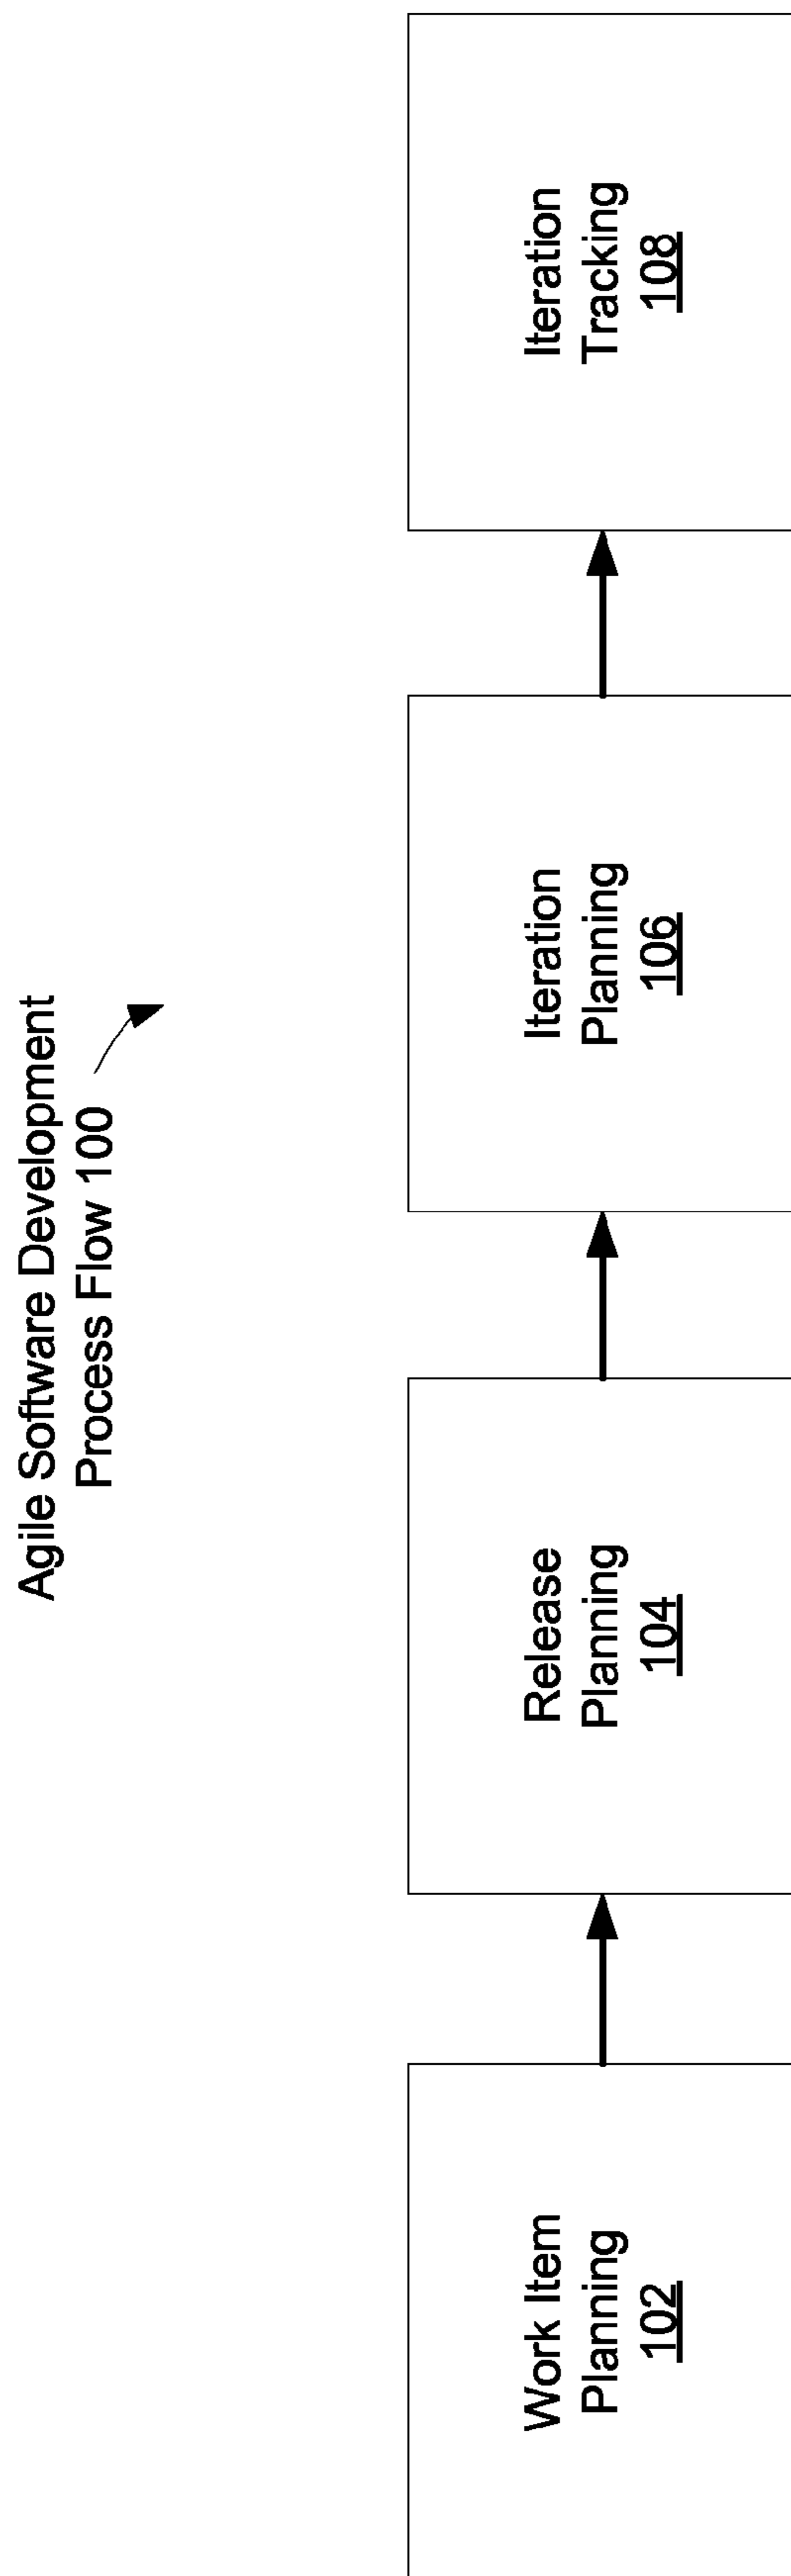 Agile Software Development
Process Flow 100
Work Item
Planning
102
Release
Planning
104
Iteration
Planning
106
Iteration
Tracking
108